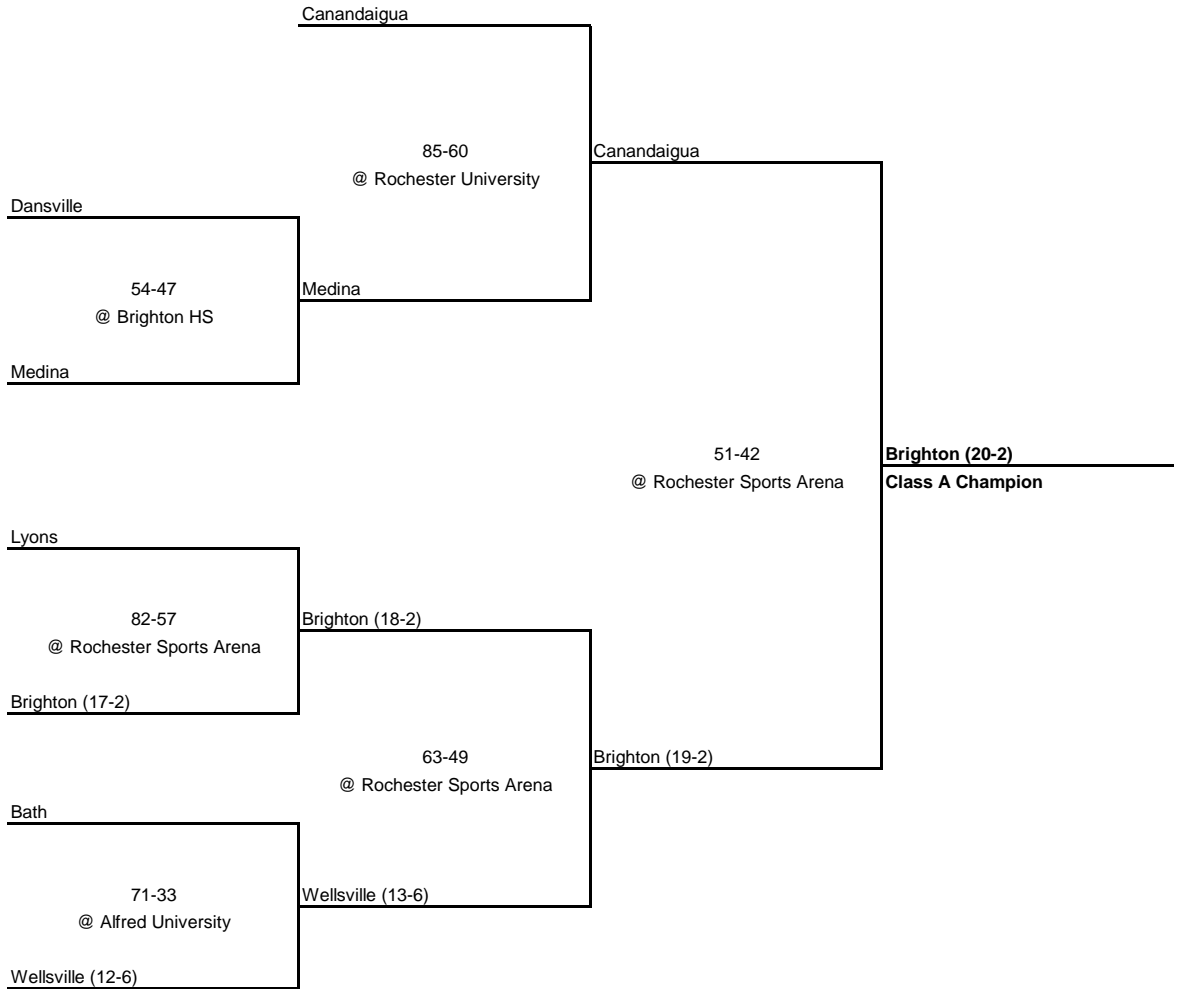 Canandaigua
85-60
@ Rochester University
Canandaigua
Dansville
54-47
@ Brighton HS
Medina
Medina
51-42
@ Rochester Sports Arena
Brighton (20-2)
Class A Champion
Lyons
82-57
@ Rochester Sports Arena
Brighton (18-2)
Brighton (17-2)
63-49
@ Rochester Sports Arena
Brighton (19-2)
Bath
71-33
@ Alfred University
Wellsville (13-6)
Wellsville (12-6)